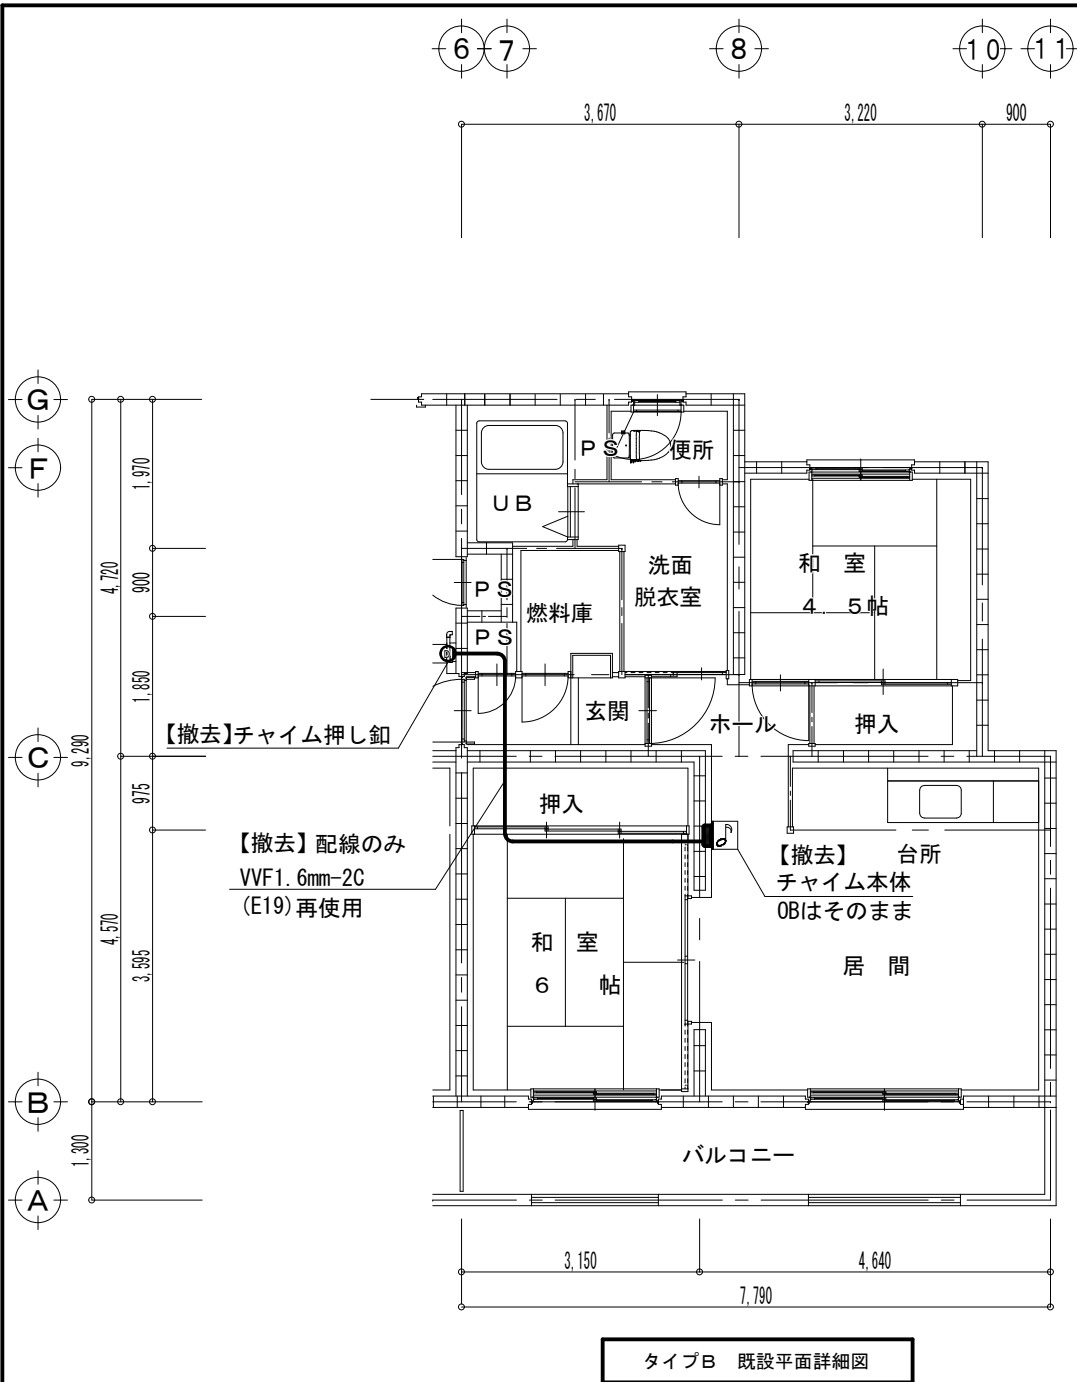 6 7 8 10 11
3,670 3,220 900
G
F
C
B
A
1,970
900
1,850
975
3,595
4,720
4,570
9,290
1,300
PS
便所
UB
洗面
脱衣室
和 室
4.5帖
PS
燃料庫
PS
玄関
ホール
押入
【撤去】チャイム押し釦
押入
【撤去】配線のみ
VVF1.6mm-2C
(E19)再使用
【撤去】
チャイム本体
OBはそのまま
台所
和 室
6 帖
居 間
バルコニー
3,150 4,640
7,790
タイプB 既設平面詳細図